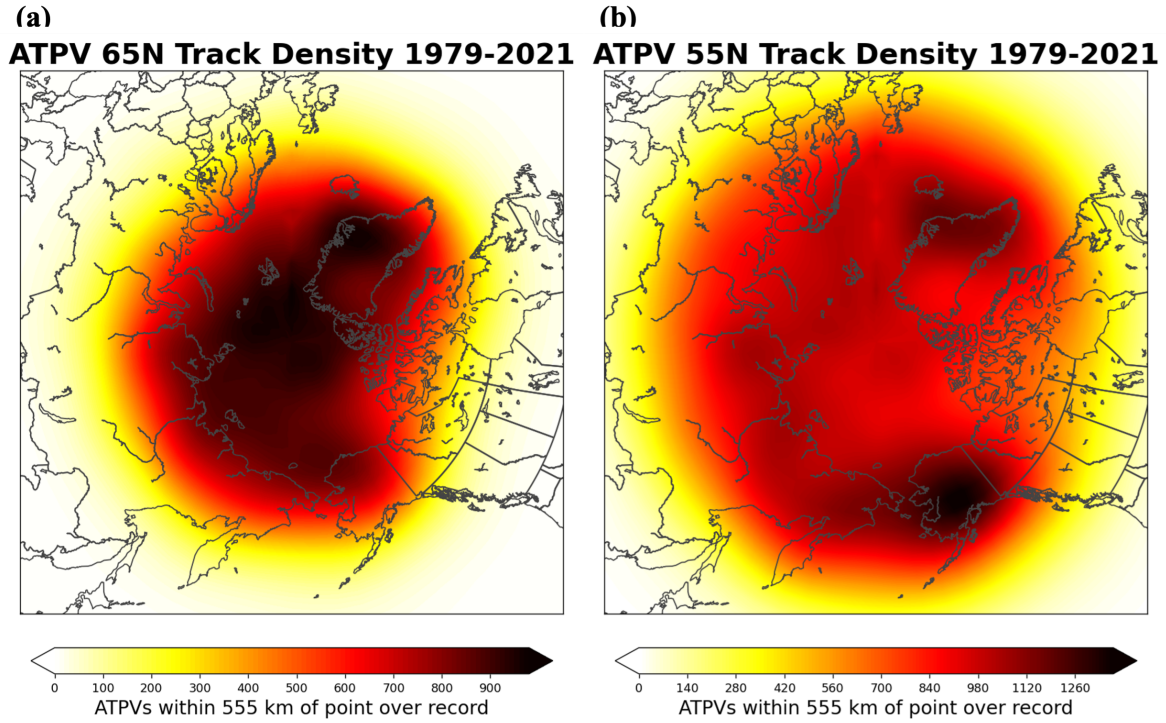 (a)
(b)
ATPV 65N Track Density 1979-2021
ATPV 55N Track Density 1979-2021
0 100 200 300 400 500 600 700 800 900
ATPVs within 555 km of point over record
0 140 280 420 560 700 840 980 1120 1260
ATPVs within 555 km of point over record